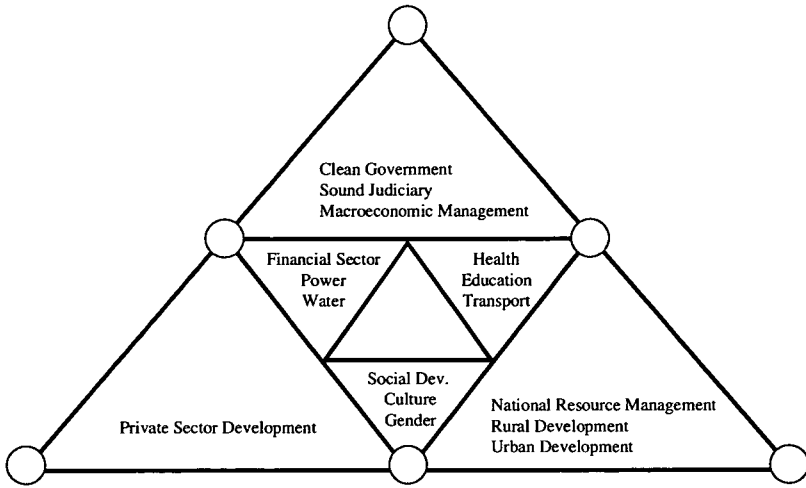 Clean Government
Sound Judiciary
Macroeconomic Management
Financial Sector
Power
Water
Health
Education
Transport
Social Dev.
Culture
Gender
Private Sector Development
National Resource Management
Rural Development
Urban Development